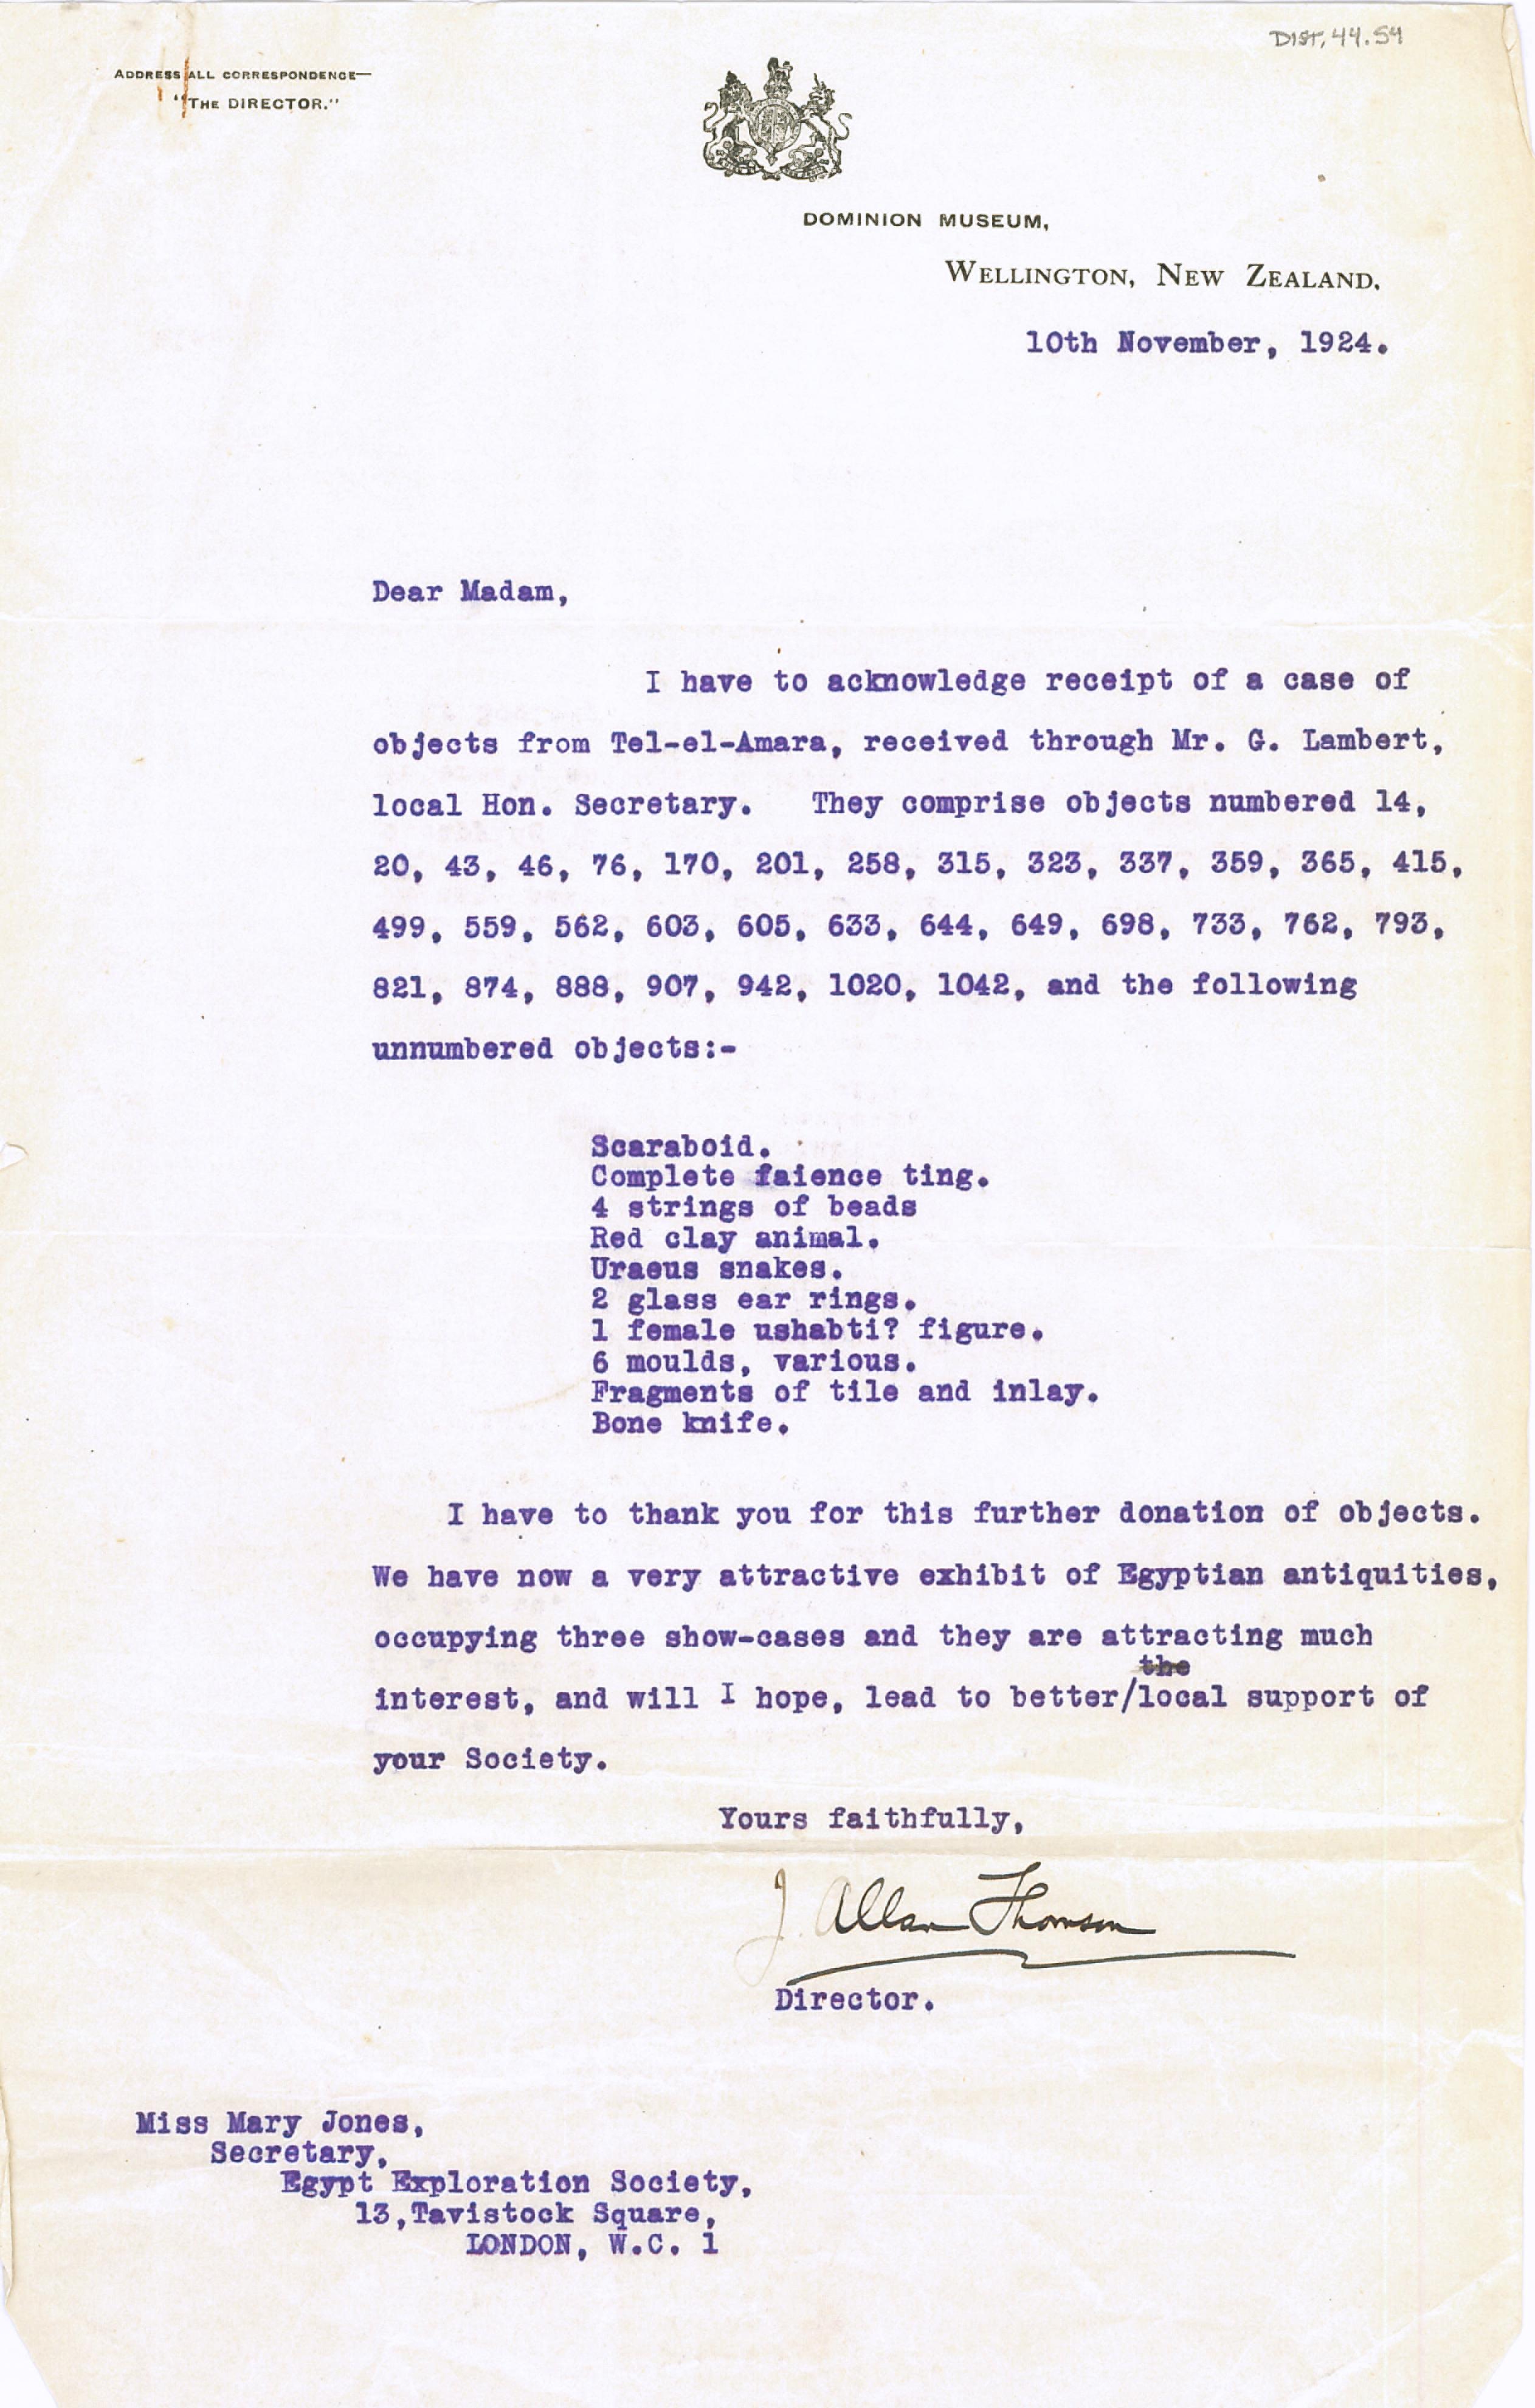 DIST, 44.54
ADDRESS ALL CORRESPONDENCE—
"THE DIRECTOR."
DOMINION MUSEUM,
WELLINGTON, NEW ZEALAND.
10th November, 1924.
Dear Madam,
I have to acknowledge receipt of a case of
objects from Tel-el-Amara, received through Mr. G. Lambert,
local Hon. Secretary. They comprise objects numbered 14,
20, 43, 46, 76, 170, 201, 258, 315, 323, 337, 359, 365, 415,
499, 559, 562, 603, 605, 633, 644, 649, 698, 733, 762, 793,
821, 874, 888, 907, 942, 1020, 1042, and the following
unnumbered objects:-
Scaraboid.
Complete faience ting.
4 strings of beads
Red clay animal.
Uraeus snakes.
2 glass ear rings.
1 female ushabti? figure.
6 moulds, various.
Fragments of tile and inlay.
Bone knife.
I have to thank you for this further donation of objects.
We have now a very attractive exhibit of Egyptian antiquities,
occupying three show-cases and they are attracting much
the
interest, and will I hope, lead to better/local support of
your Society.
Yours faithfully,
J. Allan Thomson
Director.
Miss Mary Jones,
Secretary,
Egypt Exploration Society,
13,Tavistock Square,
LONDON, W.C. 1